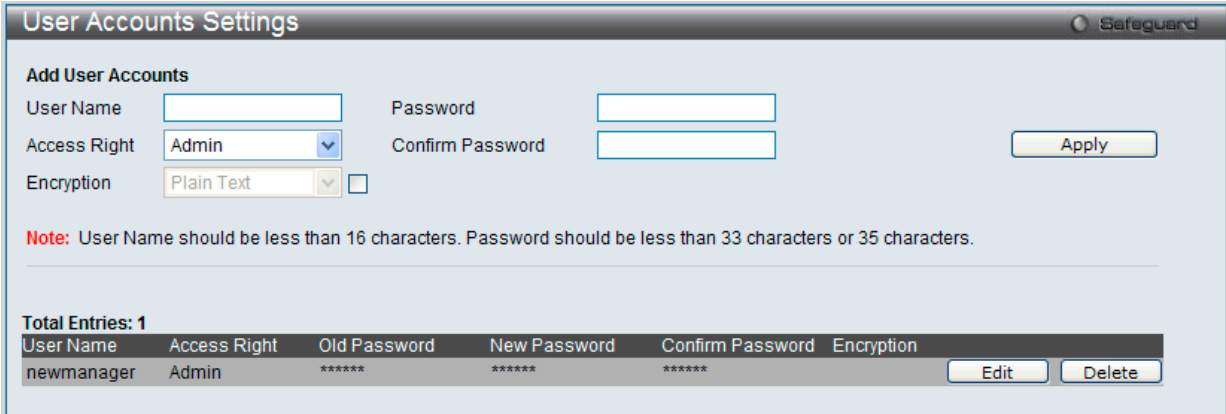 User Accounts Settings
Safeguard
Add User Accounts
User Name
Password
Access Right
Admin
Confirm Password
Apply
Encryption
Plain Text
Note: User Name should be less than 16 characters. Password should be less than 33 characters or 35 characters.
Total Entries: 1
User Name Access Right Old Password New Password Confirm Password Encryption
newmanager Admin ****** ****** ****** Edit Delete